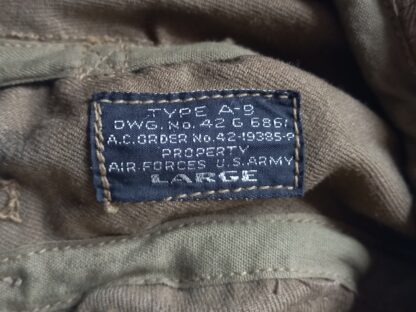 TYPE A-9
DWG. No. 42 G 6861
A.C. ORDER No. 42-19385-P
PROPERTY
AIR FORCES U.S. ARMY
LARGE